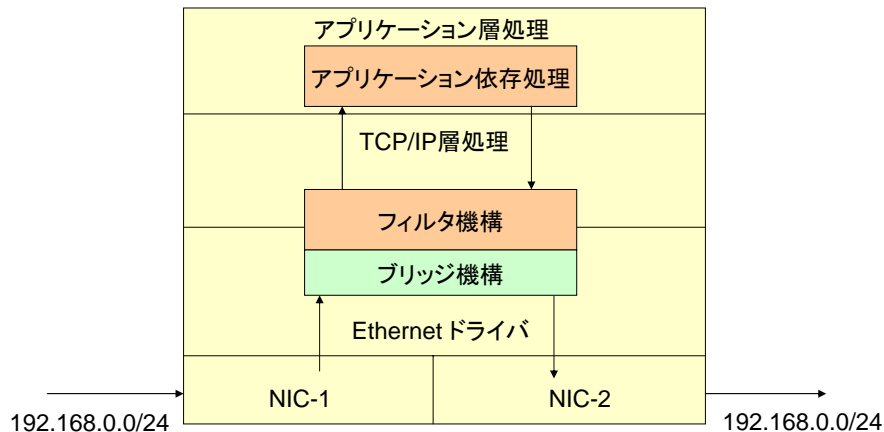 アプリケーション層処理
アプリケーション依存処理
TCP/IP層処理
フィルタ機構
ブリッジ機構
Ethernet ドライバ
NIC-1
NIC-2
192.168.0.0/24
192.168.0.0/24